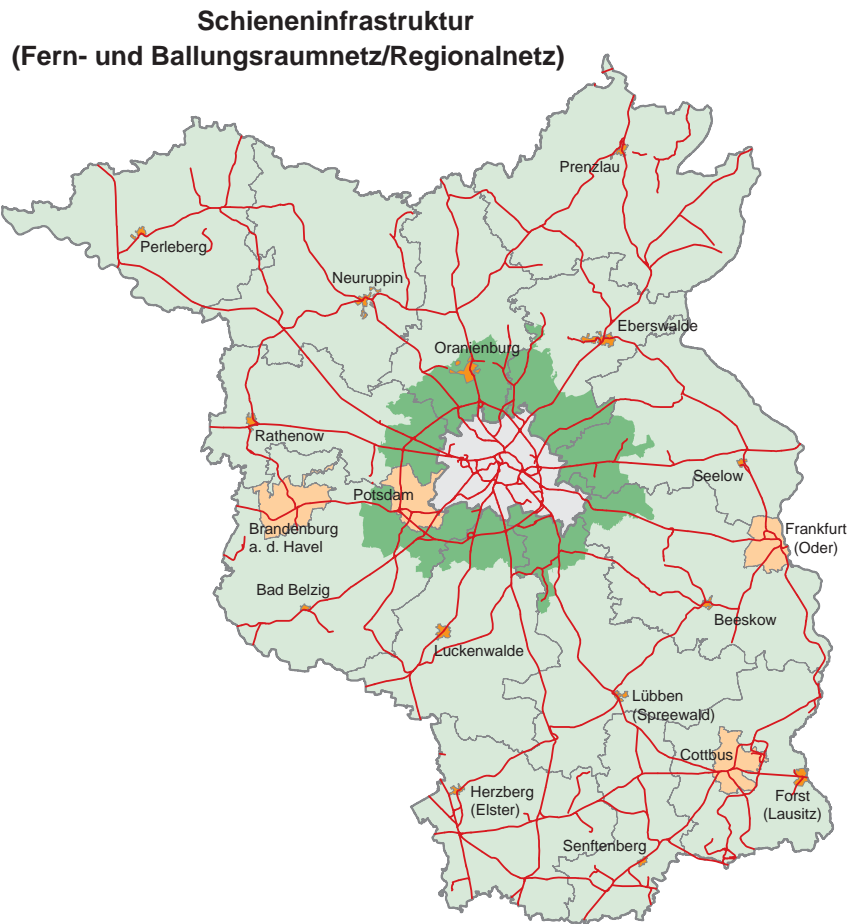 Schieneninfrastruktur
(Fern- und Ballungsraumnetz/Regionalnetz)
Prenzlau
Perleberg
Neuruppin
Eberswalde
Oranienburg
Rathenow
Seelow
Potsdam
Brandenburg
a. d. Havel
Frankfurt
(Oder)
Bad Belzig
Beeskow
Luckenwalde
Lübben
(Spreewald)
Cottbus
Herzberg
(Elster)
Forst
(Lausitz)
Senftenberg